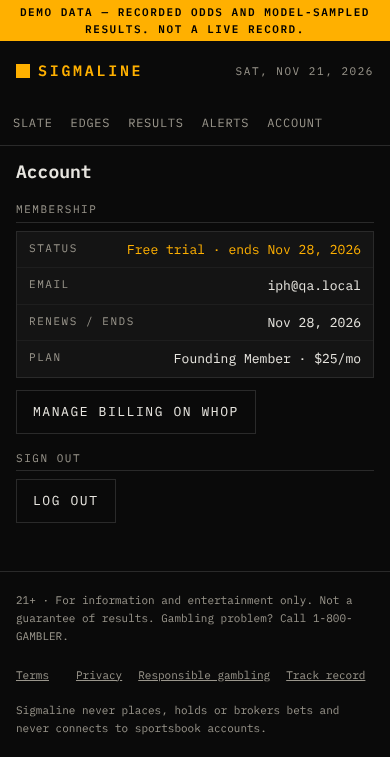 DEMO DATA — RECORDED ODDS AND MODEL-SAMPLED
RESULTS. NOT A LIVE RECORD.
SIGMALINE
SAT, NOV 21, 2026
SLATE EDGES RESULTS ALERTS ACCOUNT
Account
MEMBERSHIP
STATUS Free trial · ends Nov 28, 2026
EMAIL iph@qa.local
RENEWS / ENDS Nov 28, 2026
PLAN Founding Member · $25/mo
MANAGE BILLING ON WHOP
SIGN OUT
LOG OUT
21+ · For information and entertainment only. Not a
guarantee of results. Gambling problem? Call 1-800-
GAMBLER.
Terms Privacy Responsible gambling Track record
Sigmaline never places, holds or brokers bets and
never connects to sportsbook accounts.